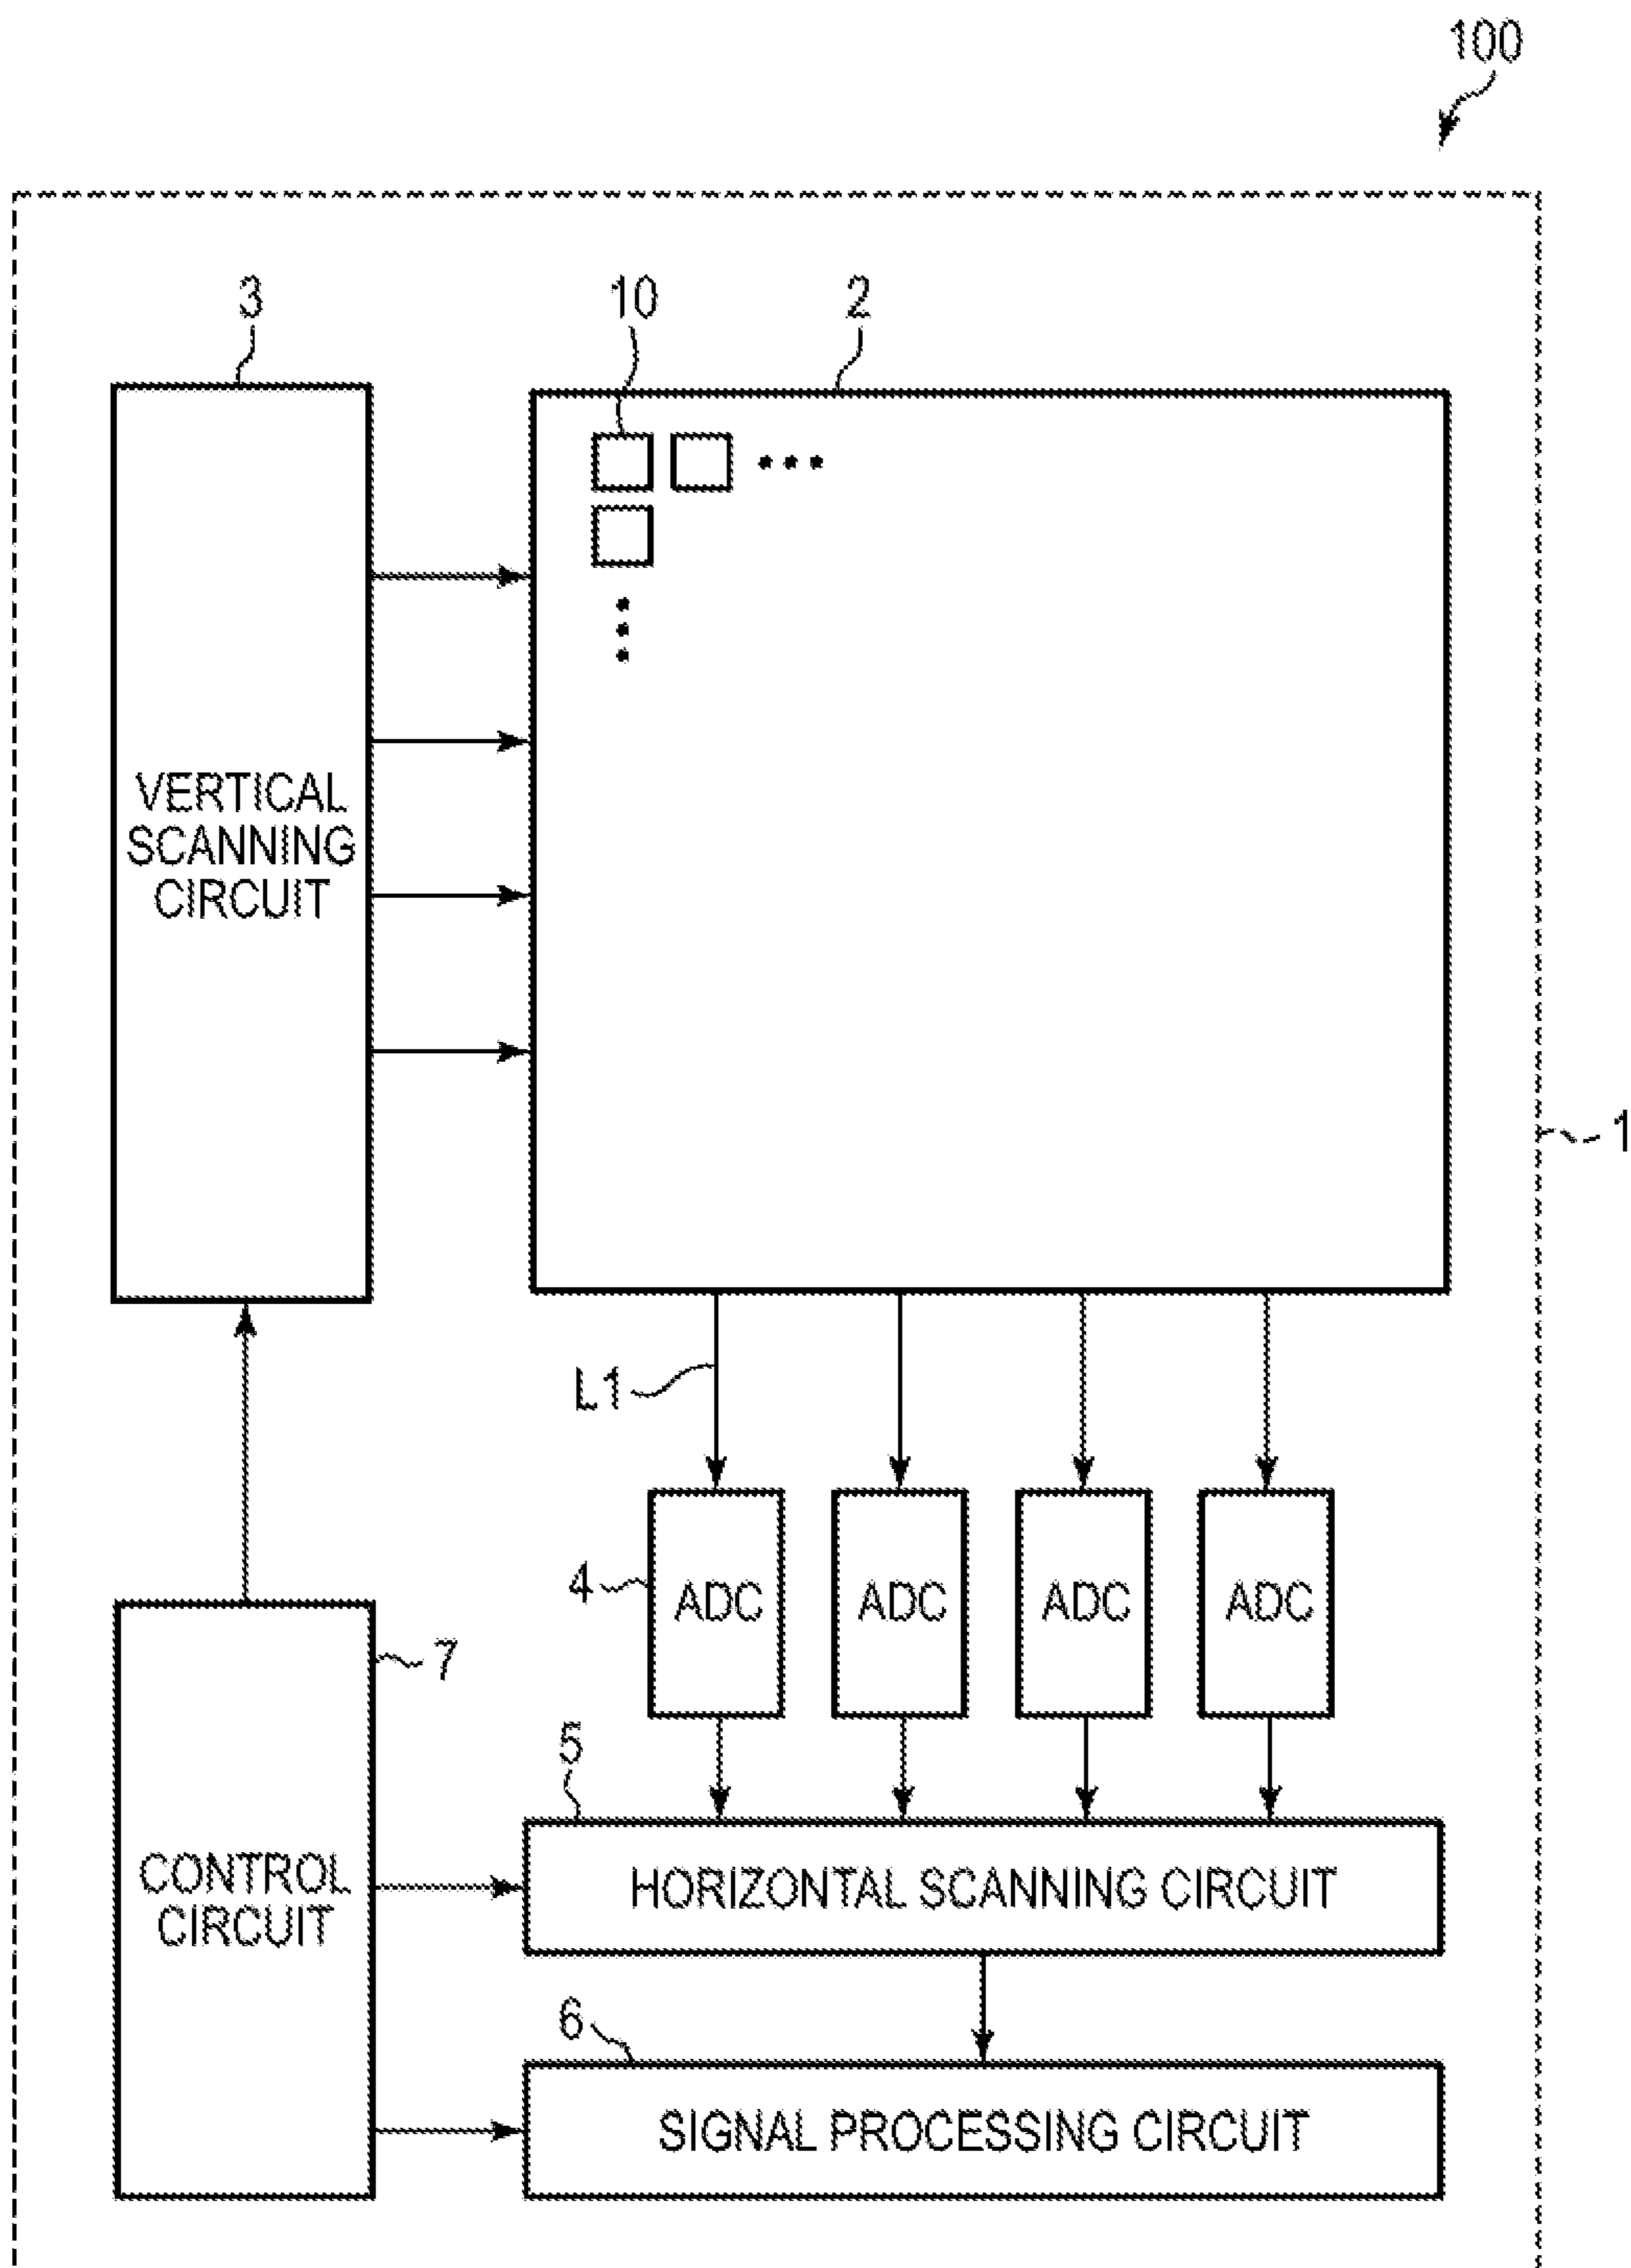 100
3
10
2
VERTICAL
SCANNING
CIRCUIT
1
L1
4
ADC
ADC
ADC
ADC
7
5
CONTROL
CIRCUIT
HORIZONTAL SCANNING CIRCUIT
6
SIGNAL PROCESSING CIRCUIT